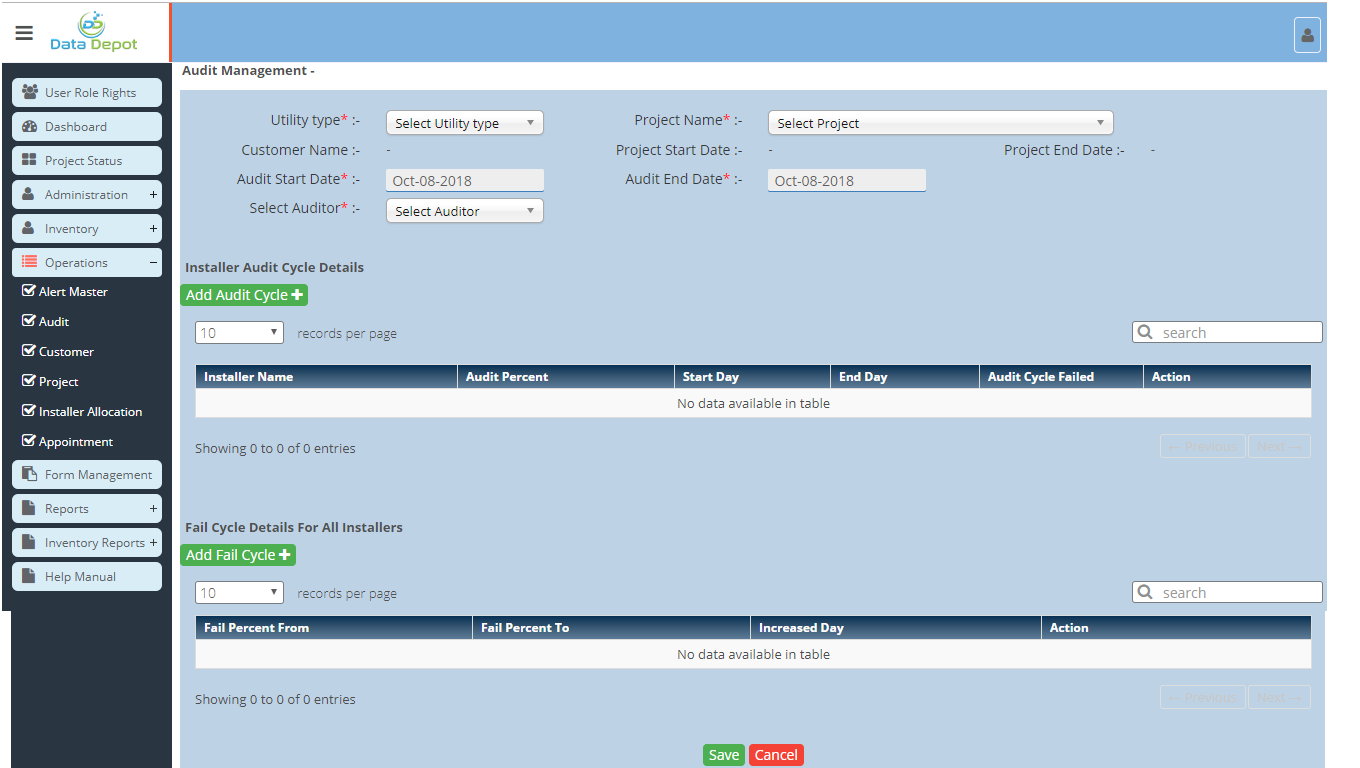 Data Depot
User Role Rights
Dashboard
Project Status
Administration +
Inventory +
Operations −
Alert Master
Audit
Customer
Project
Installer Allocation
Appointment
Form Management
Reports +
Inventory Reports +
Help Manual
Audit Management -
Utility type* :- Select Utility type Project Name* :- Select Project
Customer Name :- - Project Start Date :- - Project End Date :- -
Audit Start Date* :- Oct-08-2018 Audit End Date* :- Oct-08-2018
Select Auditor* :- Select Auditor
Installer Audit Cycle Details
Add Audit Cycle +
10 records per page search
Installer Name Audit Percent Start Day End Day Audit Cycle Failed Action
No data available in table
Showing 0 to 0 of 0 entries ← Previous Next →
Fail Cycle Details For All Installers
Add Fail Cycle +
10 records per page search
Fail Percent From Fail Percent To Increased Day Action
No data available in table
Showing 0 to 0 of 0 entries ← Previous Next →
Save Cancel